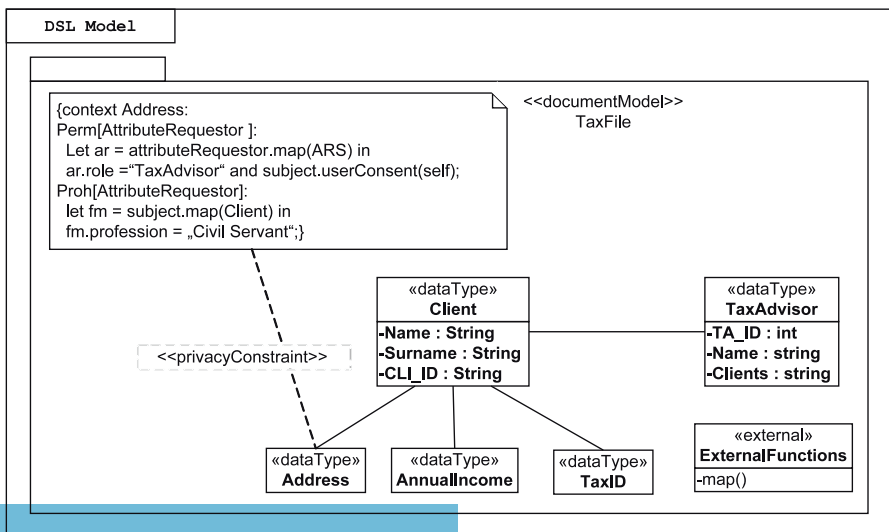 DSL Model
{context Address:
Perm[AttributeRequestor ]:
Let ar = attributeRequestor.map(ARS) in
ar.role =“TaxAdvisor“ and subject.userConsent(self);
Proh[AttributeRequestor]:
let fm = subject.map(Client) in
fm.profession = „Civil Servant“;}
<<documentModel>>
TaxFile
«dataType»
Client
-Name : String
-Surname : String
-CLI_ID : String
«dataType»
TaxAdvisor
-TA_ID : int
-Name : string
-Clients : string
<<privacyConstraint>>
«dataType»
Address
«dataType»
AnnualIncome
«dataType»
TaxID
«external»
ExternalFunctions
-map()